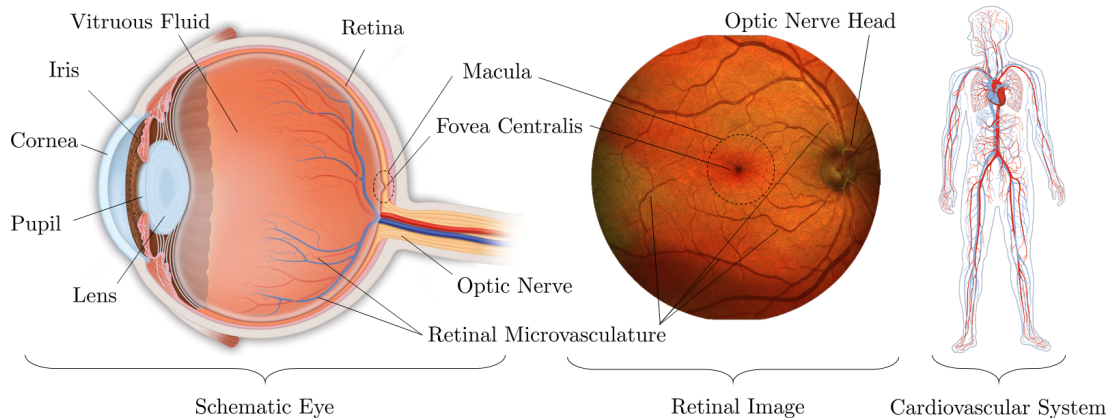 Vitruous Fluid
Retina
Optic Nerve Head
Iris
Macula
Cornea
Fovea Centralis
Pupil
Lens
Optic Nerve
Retinal Microvasculature
Schematic Eye
Retinal Image
Cardiovascular System